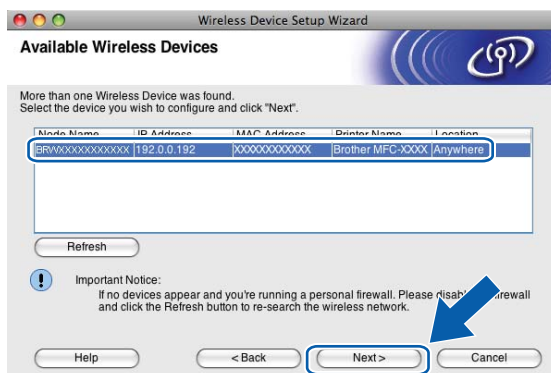 Wireless Device Setup Wizard
Available Wireless Devices
More than one Wireless Device was found.
Select the device you wish to configure and click "Next".
Node Name IP Address MAC Address Printer Name Location
BRWXXXXXXXXXXXX 192.0.0.192 XXXXXXXXXXXX Brother MFC-XXXX Anywhere
Refresh
Important Notice:
If no devices appear and you're running a personal firewall. Please
and click the Refresh button to re-search the wireless network.
Help
< Back
Next >
Cancel